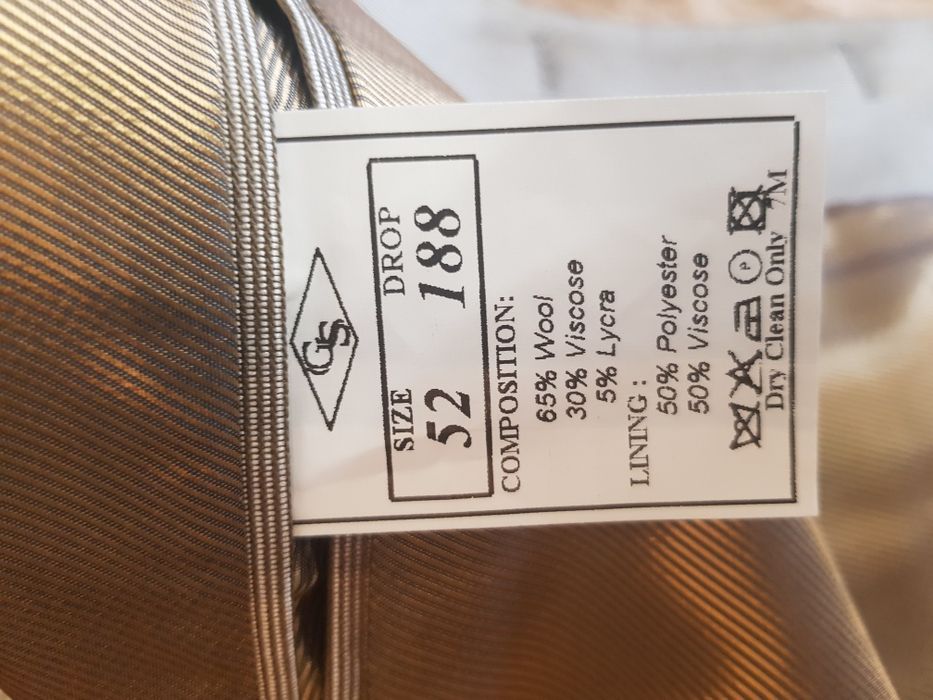 GS
SIZE DROP
52 188
COMPOSITION:
65% Wool
30% Viscose
5% Lycra
LINING :
50% Polyester
50% Viscose
P
Dry Clean Only 7M